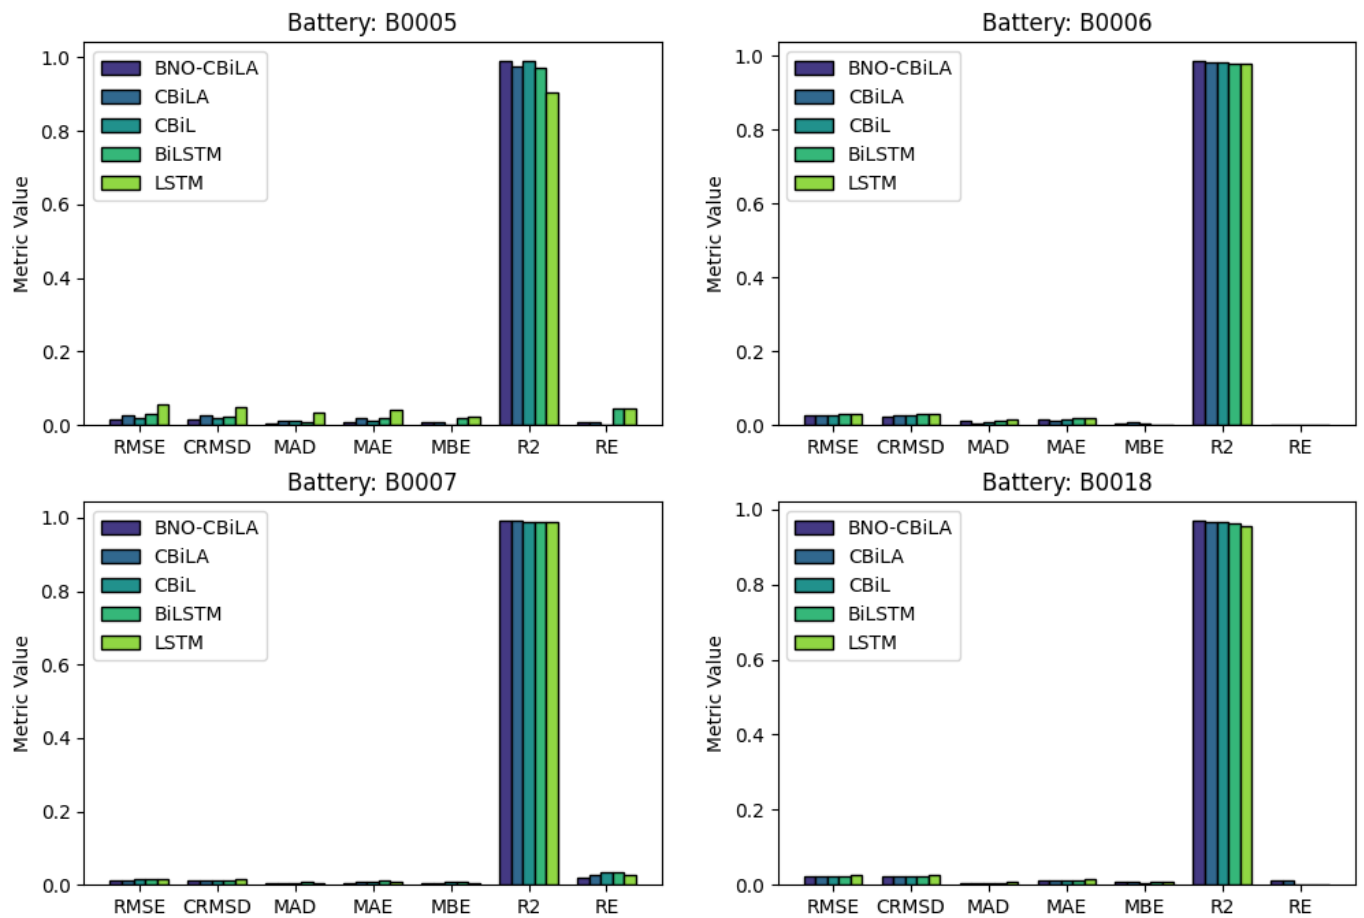 Battery: B0005
Metric Value
1.0
0.8
0.6
0.4
0.2
0.0
BNO-CBiLA
CBiLA
CBiL
BiLSTM
LSTM
RMSE CRMSD MAD MAE MBE R2 RE
Battery: B0006
Metric Value
1.0
0.8
0.6
0.4
0.2
0.0
BNO-CBiLA
CBiLA
CBiL
BiLSTM
LSTM
RMSE CRMSD MAD MAE MBE R2 RE
Battery: B0007
Metric Value
1.0
0.8
0.6
0.4
0.2
0.0
BNO-CBiLA
CBiLA
CBiL
BiLSTM
LSTM
RMSE CRMSD MAD MAE MBE R2 RE
Battery: B0018
Metric Value
1.0
0.8
0.6
0.4
0.2
0.0
BNO-CBiLA
CBiLA
CBiL
BiLSTM
LSTM
RMSE CRMSD MAD MAE MBE R2 RE